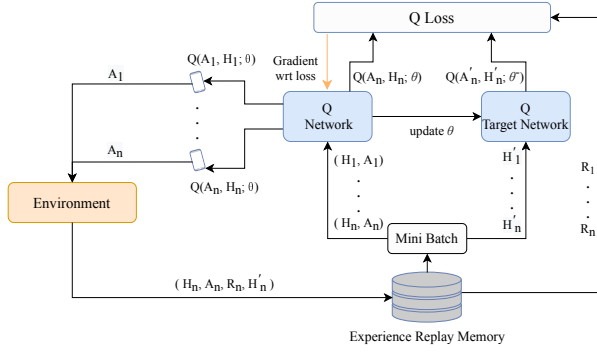 Q Loss
Gradient
wrt loss
Q(A₁, H₁; θ)
Q(Aₙ, Hₙ; θ)
Q(A'ₙ, H'ₙ; θ⁻)
A₁
.
.
.
.
Q
Network
update θ
Q
Target Network
Aₙ
Q(Aₙ, Hₙ; θ)
(H₁, A₁)
.
.
.
.
(Hₙ, Aₙ)
H'₁
.
.
.
.
H'ₙ
R₁
.
.
.
.
Rₙ
Environment
Mini Batch
(Hₙ, Aₙ, Rₙ, H'ₙ)
Experience Replay Memory